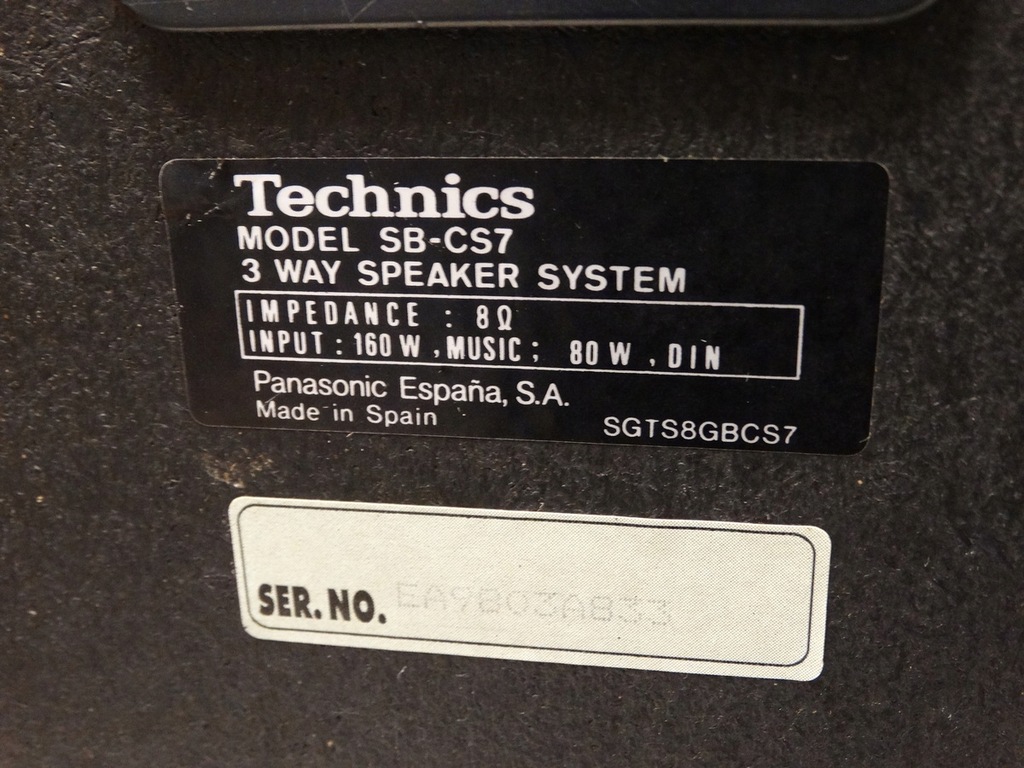 Technics
MODEL SB-CS7
3 WAY SPEAKER SYSTEM
IMPEDANCE : 8Ω
INPUT : 160 W , MUSIC ; 80 W , DIN
Panasonic España, S.A.
Made in Spain
SGTS8GBCS7
SER. NO. EA9803A833